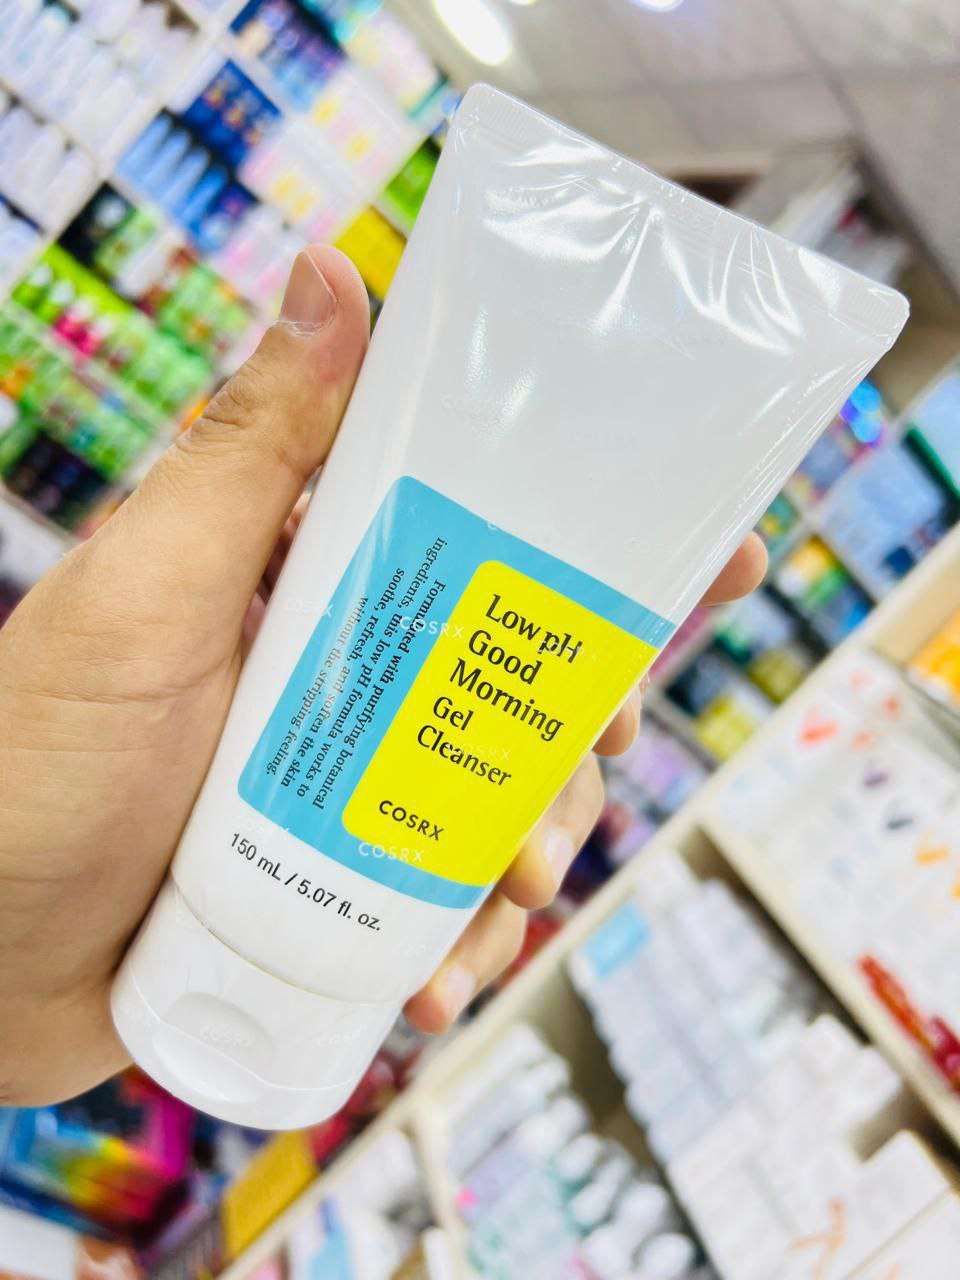 Low pH
Good
Morning
Gel
Cleanser
COSRX
Formulated with purifying botanical
ingredients, this low pH formula works to
soothe, refresh, and soften the skin
without the stripping feeling.
150 mL / 5.07 fl. oz.
COSRX
COSRX
COSRX
COSRX